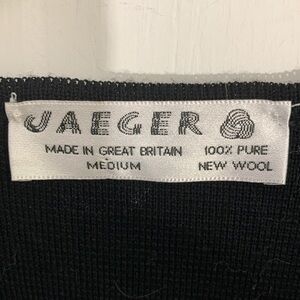 JAEGER
MADE IN GREAT BRITAIN 100% PURE
MEDIUM NEW WOOL